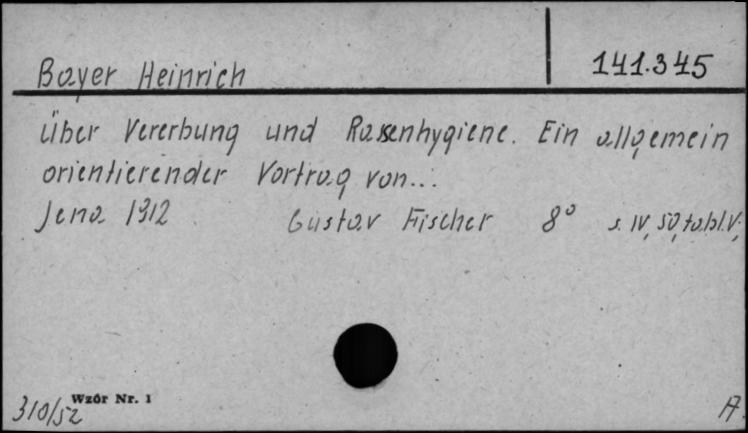 Bayer Heinrich
141.345
Über Vererbung und Rassenhygiene. Ein allgemein
orientierender Vortrag von...
Jena 1912 Gustav Fischer 8° s. IV, 50, tabl. V,
Wzór Nr. 1
310/52
A.